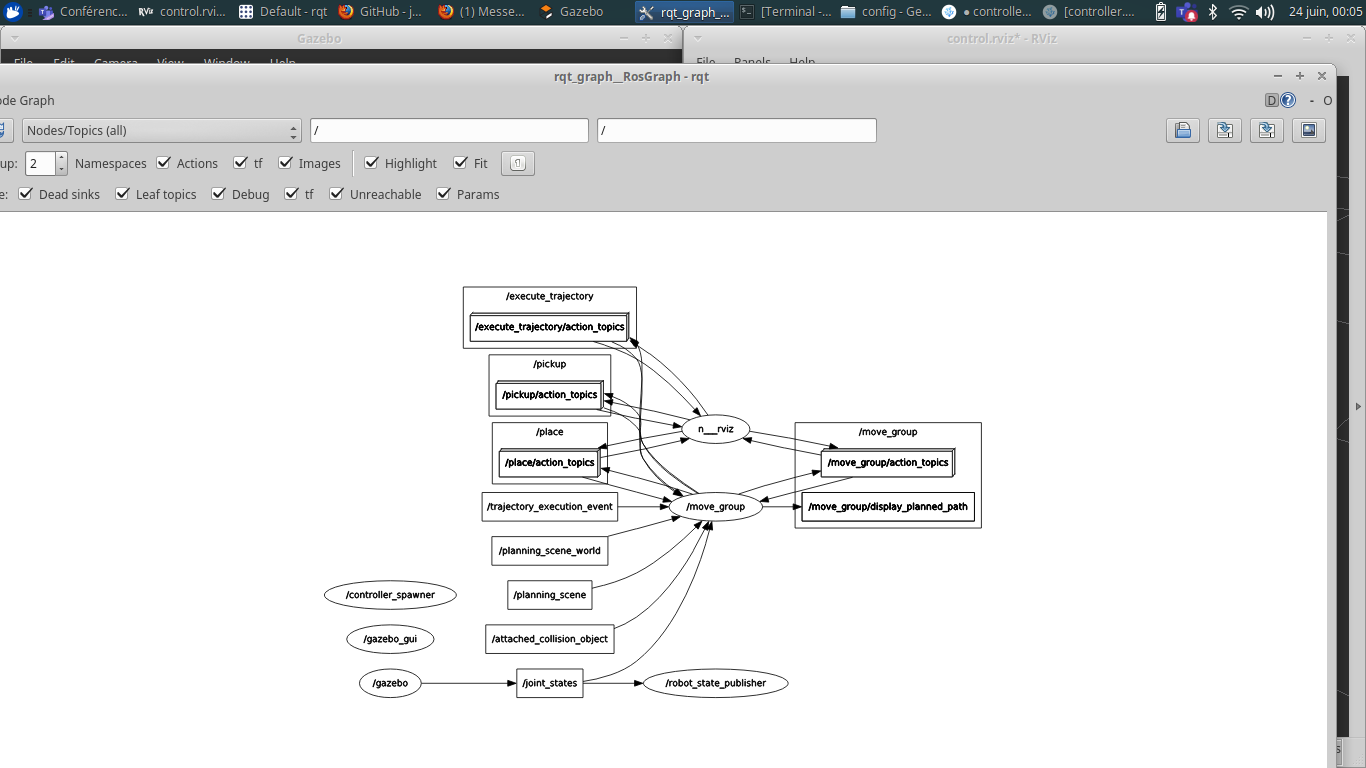 Conférenc... RViz control.rvi... Default - rqt GitHub - j... (1) Messe... Gazebo rqt_graph_... [Terminal -... config - Ge... controlle... [controller.... 24 juin, 00:05
Gazebo
control.rviz* - RViz
File Edit Camera View Window Help
File Panels Help
rqt_graph__RosGraph - rqt
ode Graph
D ? - O
Nodes/Topics (all) / /
up: 2 Namespaces Actions tf Images Highlight Fit
e: Dead sinks Leaf topics Debug tf Unreachable Params
/execute_trajectory
/execute_trajectory/action_topics
/pickup
/pickup/action_topics
n__rviz
/place
/move_group
/place/action_topics
/move_group/action_topics
/trajectory_execution_event
/move_group
/move_group/display_planned_path
/planning_scene_world
/controller_spawner
/planning_scene
/gazebo_gui
/attached_collision_object
/gazebo
/joint_states
/robot_state_publisher